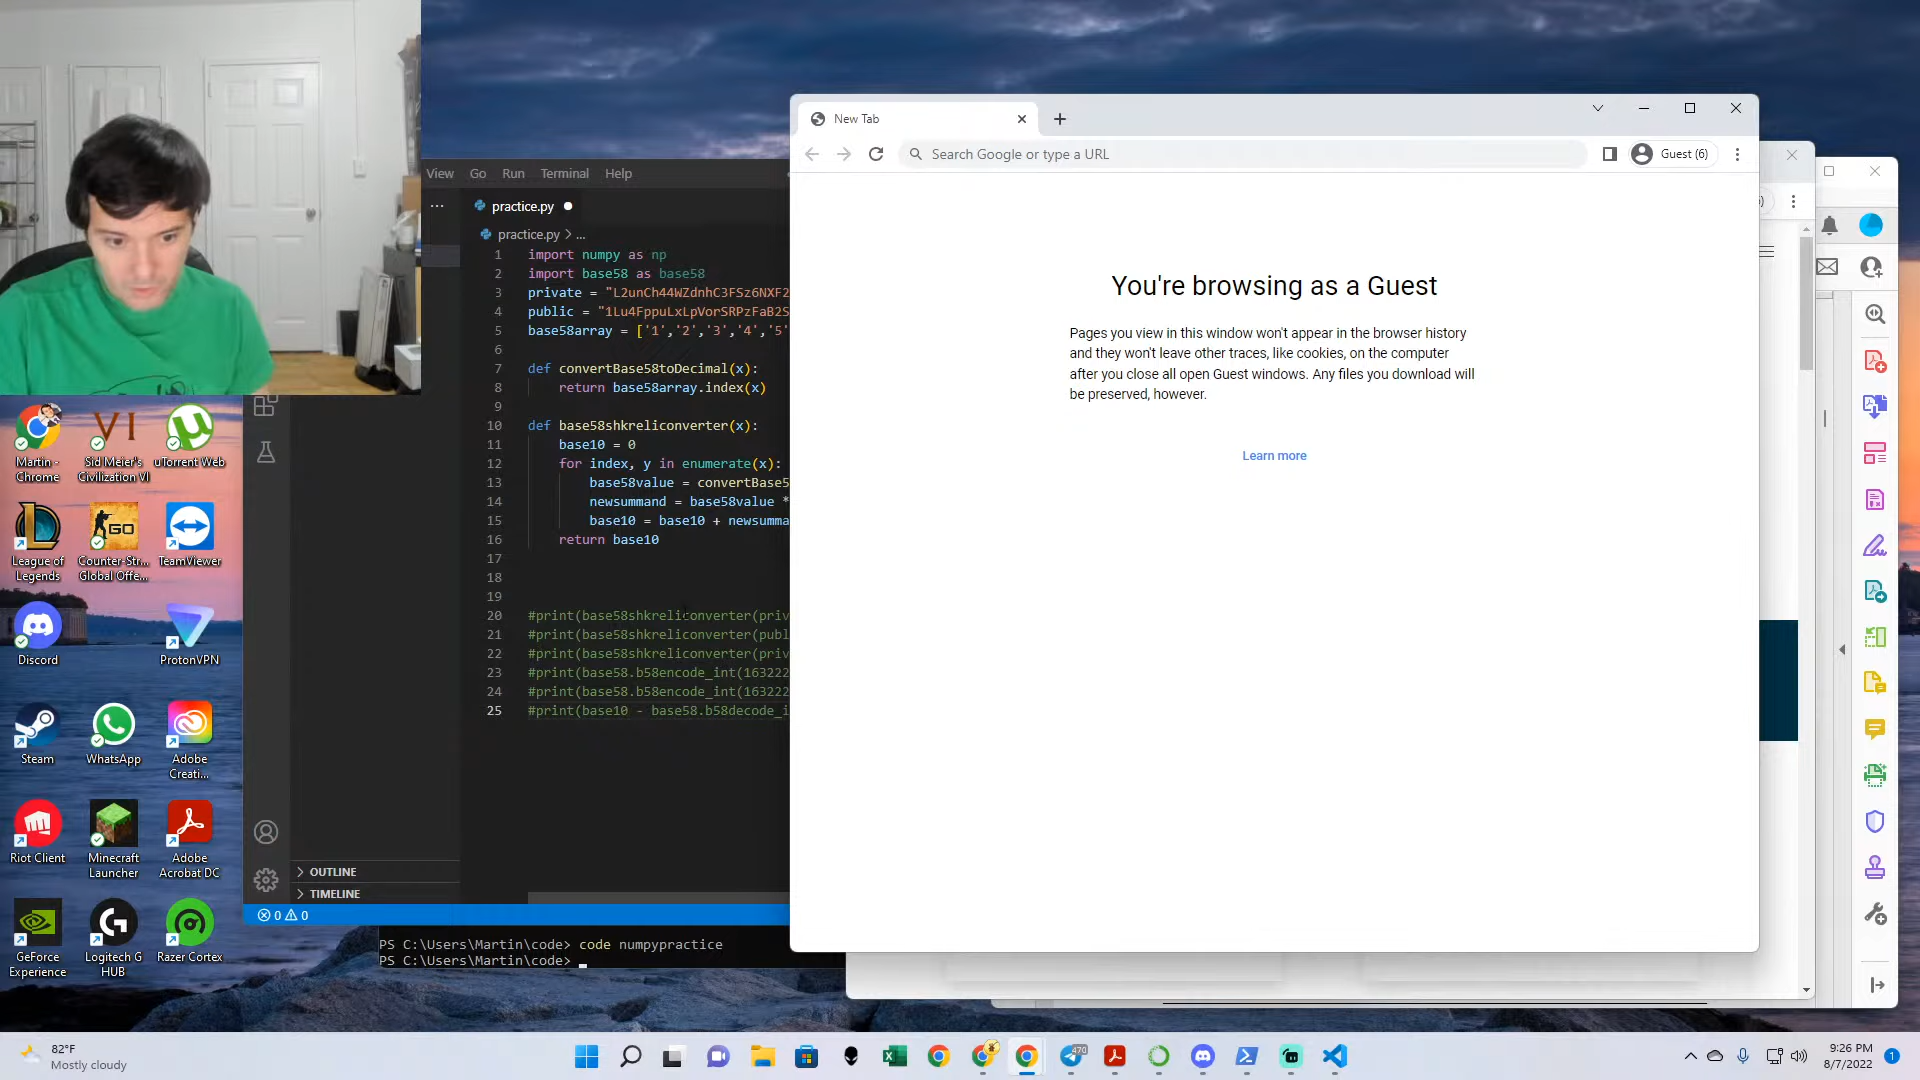 View Go Run Terminal Help
practice.py
practice.py > ...
1 import numpy as np
2 import base58 as base58
3 private = "L2unCh44WZdnhC3FSz6NXF2
4 public = "1Lu4FppuLxLpVorSRPzFaB2S
5 base58array = ['1','2','3','4','5'
6
7 def convertBase58toDecimal(x):
8 return base58array.index(x)
9
10 def base58shkreliconverter(x):
11 base10 = 0
12 for index, y in enumerate(x):
13 base58value = convertBase5
14 newsummand = base58value *
15 base10 = base10 + newsumma
16 return base10
17
18
19
20 #print(base58shkreliconverter(priv
21 #print(base58shkreliconverter(publ
22 #print(base58shkreliconverter(priv
23 #print(base58.b58encode_int(163222
24 #print(base58.b58encode_int(163222
25 #print(base10 - base58.b58decode_i
OUTLINE
TIMELINE
0 0
PS C:\Users\Martin\code> code numpypractice
PS C:\Users\Martin\code>
New Tab
Search Google or type a URL
Guest (6)
You're browsing as a Guest
Pages you view in this window won't appear in the browser history
and they won't leave other traces, like cookies, on the computer
after you close all open Guest windows. Any files you download will
be preserved, however.
Learn more
Martin -
Chrome
Sid Meier's
Civilization VI
uTorrent Web
League of
Legends
Counter-Str...
Global Offe...
TeamViewer
Discord
ProtonVPN
Steam
WhatsApp
Adobe
Creati...
Riot Client
Minecraft
Launcher
Adobe
Acrobat DC
GeForce
Experience
Logitech G
HUB
Razer Cortex
82°F
Mostly cloudy
470
9:26 PM
8/7/2022
1